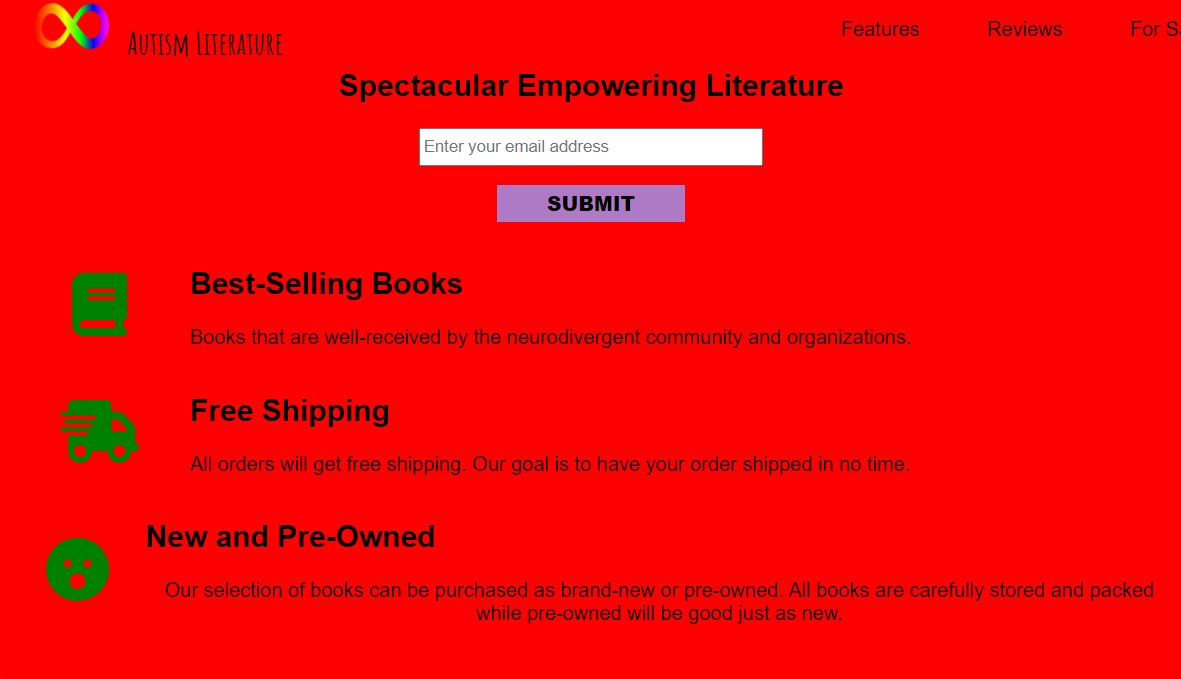 Autism Literature
Features
Reviews
For Sa
Spectacular Empowering Literature
Enter your email address
SUBMIT
Best-Selling Books
Books that are well-received by the neurodivergent community and organizations.
Free Shipping
All orders will get free shipping. Our goal is to have your order shipped in no time.
New and Pre-Owned
Our selection of books can be purchased as brand-new or pre-owned. All books are carefully stored and packed
while pre-owned will be good just as new.